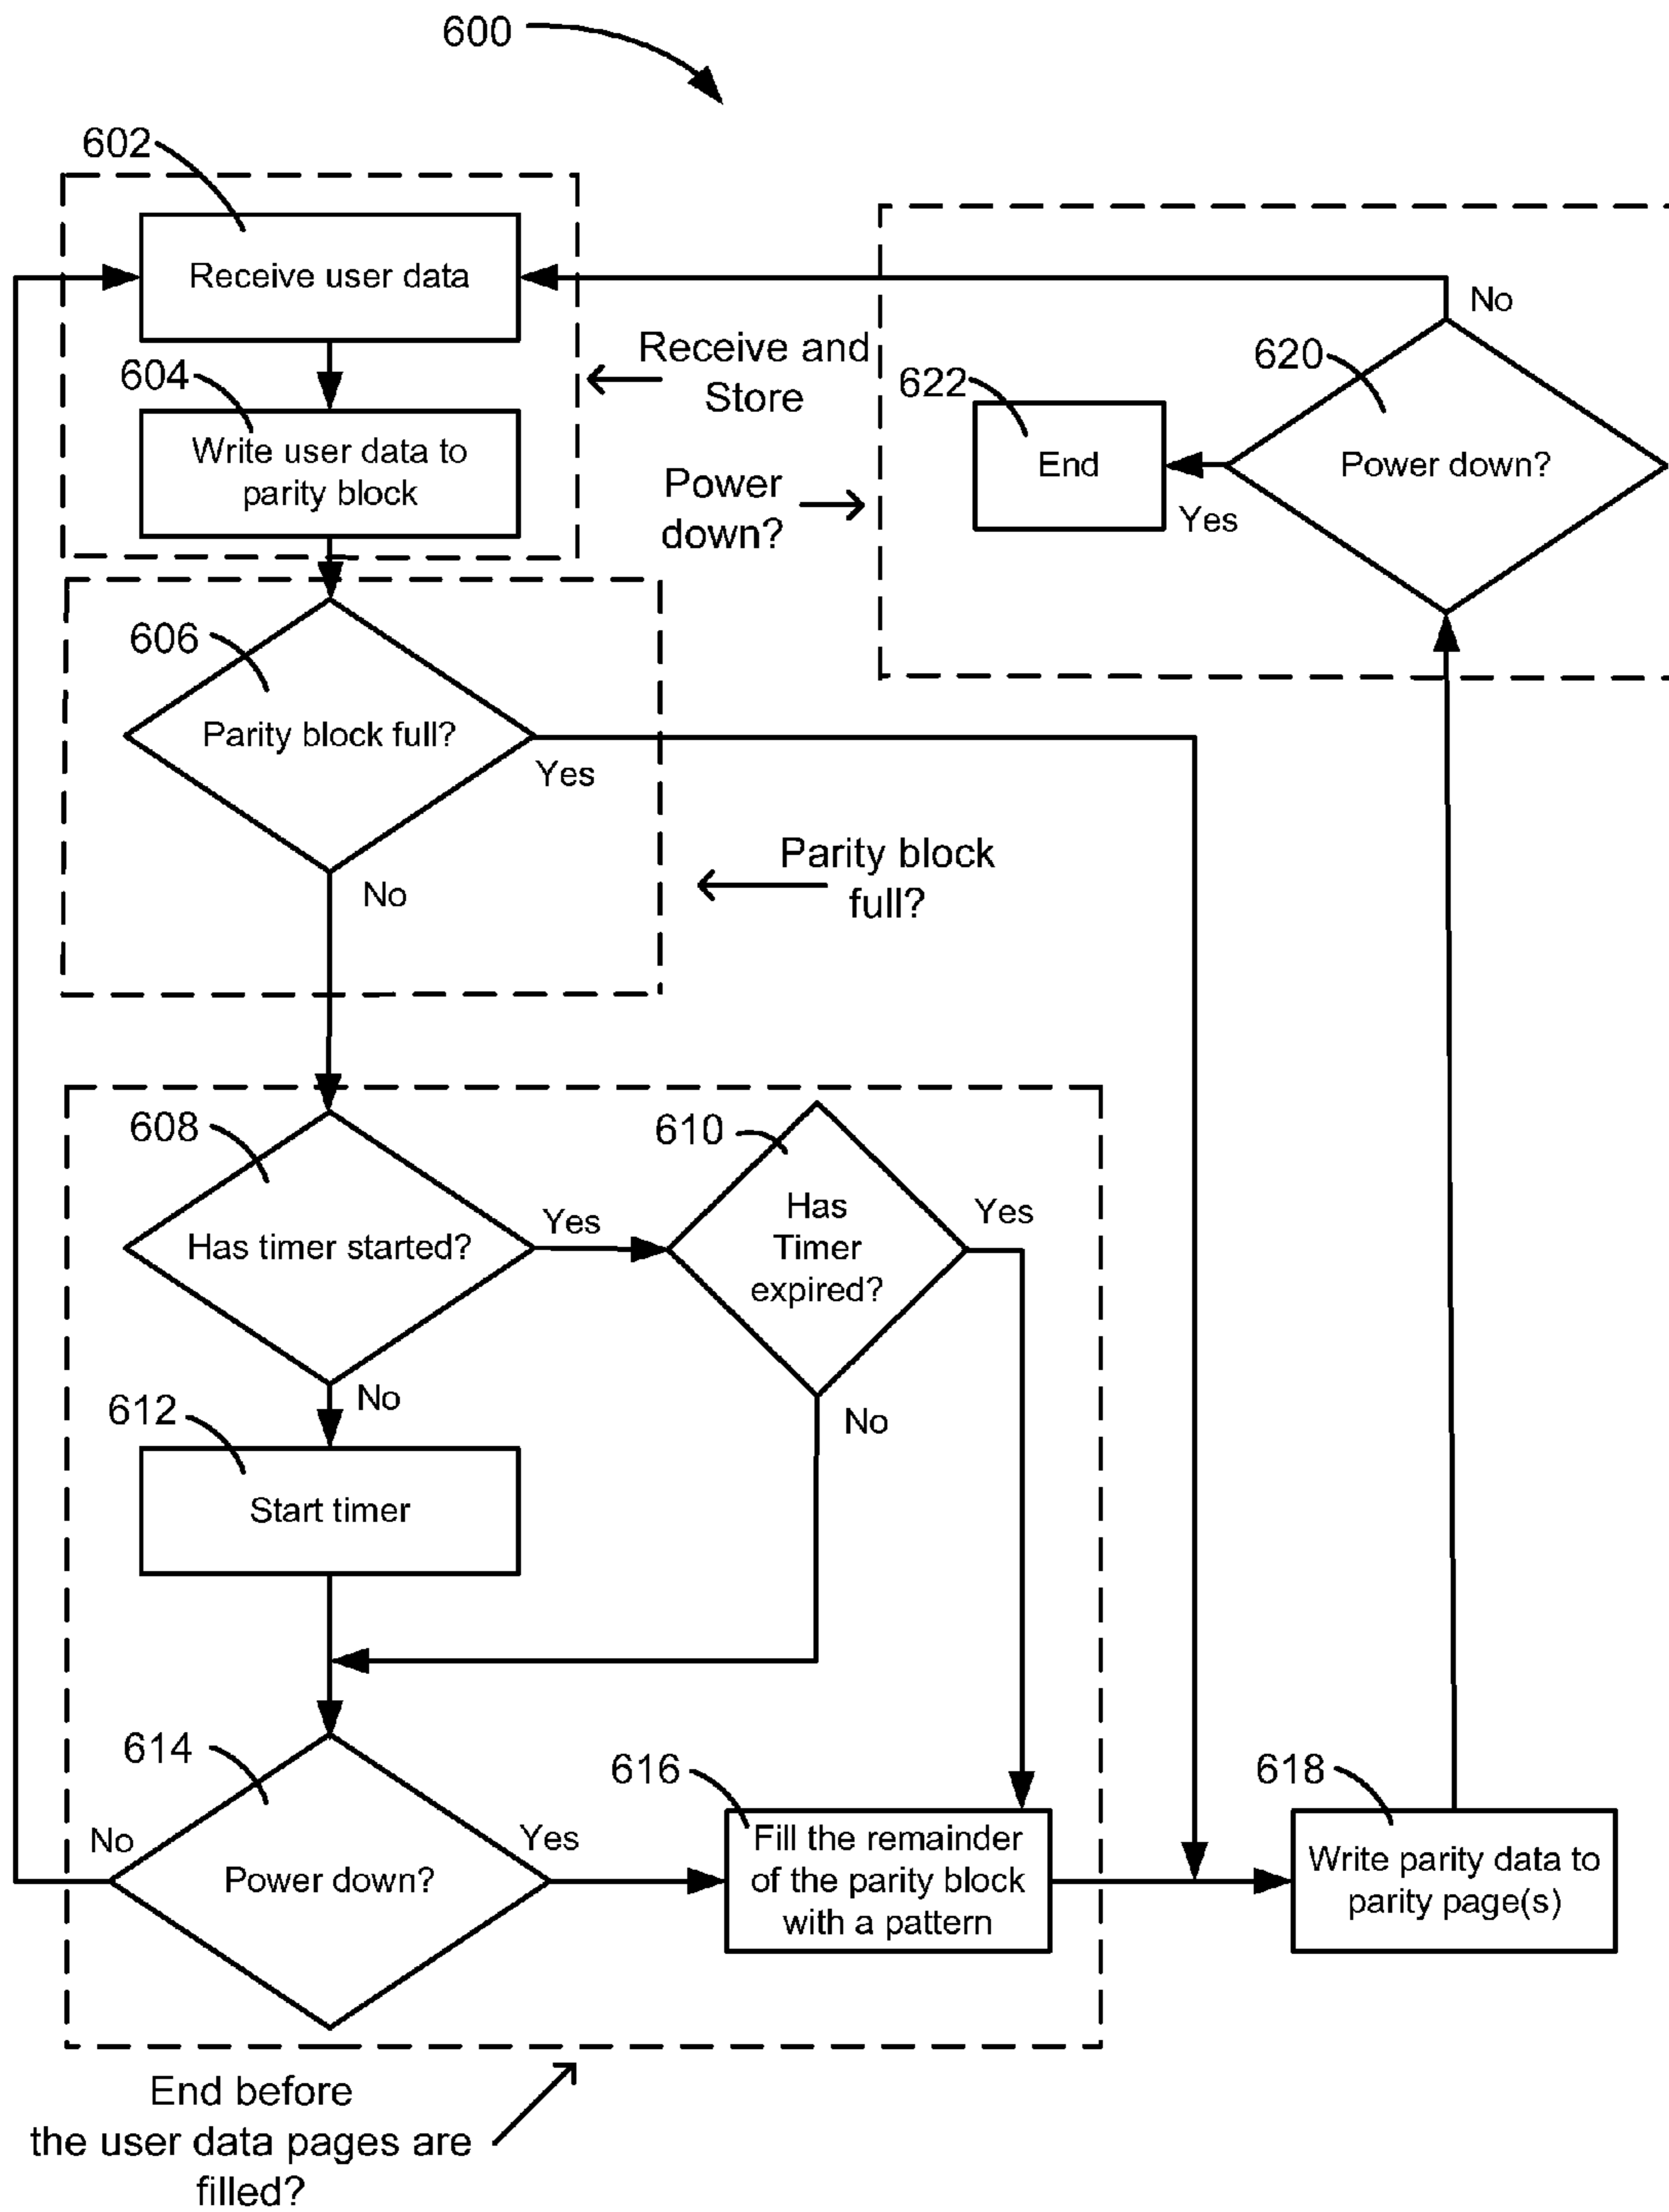 600
602
Receive user data
604
Write user data to
parity block
Receive and
Store
Power
down?
622
End
620
Power down?
No
Yes
606
Parity block full?
Yes
No
Parity block
full?
608
Has timer started?
Yes
No
610
Has
Timer
expired?
Yes
No
612
Start timer
614
Power down?
No
Yes
616
Fill the remainder
of the parity block
with a pattern
618
Write parity data to
parity page(s)
End before
the user data pages are
filled?